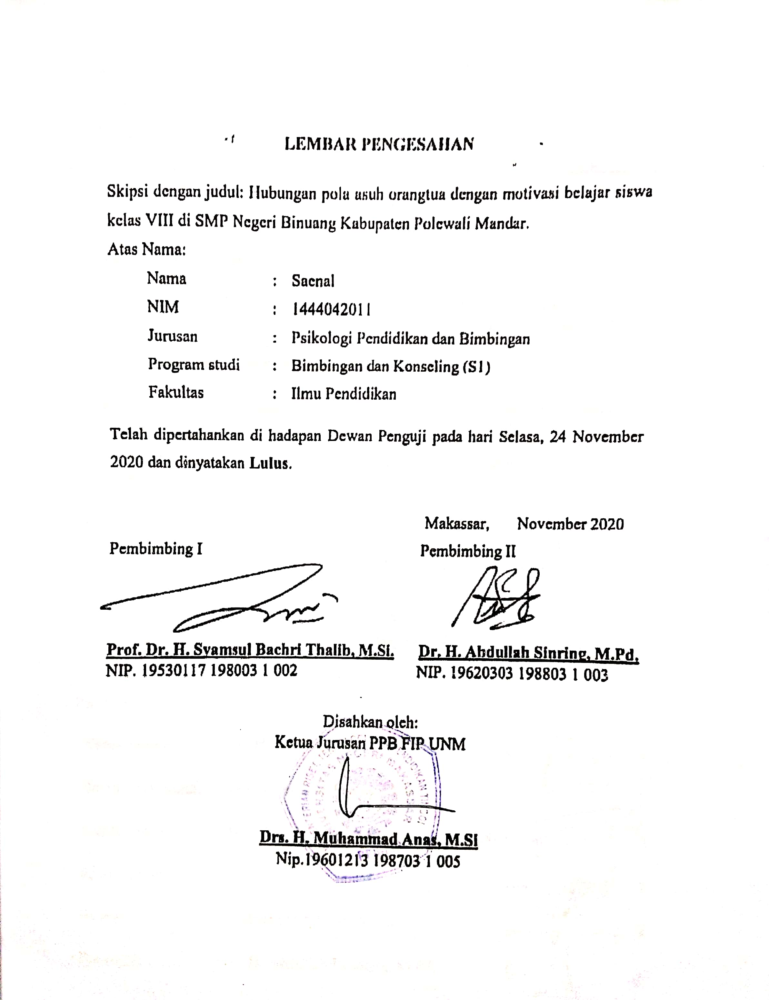 LEMBAR PENGESAHAN
Skipsi dengan judul: Hubungan pola asuh orangtua dengan motivasi belajar siswa
kelas VIII di SMP Negeri Binuang Kabupaten Polewali Mandar.
Atas Nama:
Nama : Saenal
NIM : 1444042011
Jurusan : Psikologi Pendidikan dan Bimbingan
Program studi : Bimbingan dan Konseling (S1)
Fakultas : Ilmu Pendidikan
Telah dipertahankan di hadapan Dewan Penguji pada hari Selasa, 24 November
2020 dan dinyatakan Lulus.
Makassar, November 2020
Pembimbing I Pembimbing II
Prof. Dr. H. Syamsul Bachri Thalib, M.Si. Dr. H. Abdullah Sinring, M.Pd.
NIP. 19530117 198003 1 002 NIP. 19620303 198803 1 003
Disahkan oleh:
Ketua Jurusan PPB FIP UNM
Drs. H. Muhammad Anas, M.SI
Nip.19601213 198703 1 005